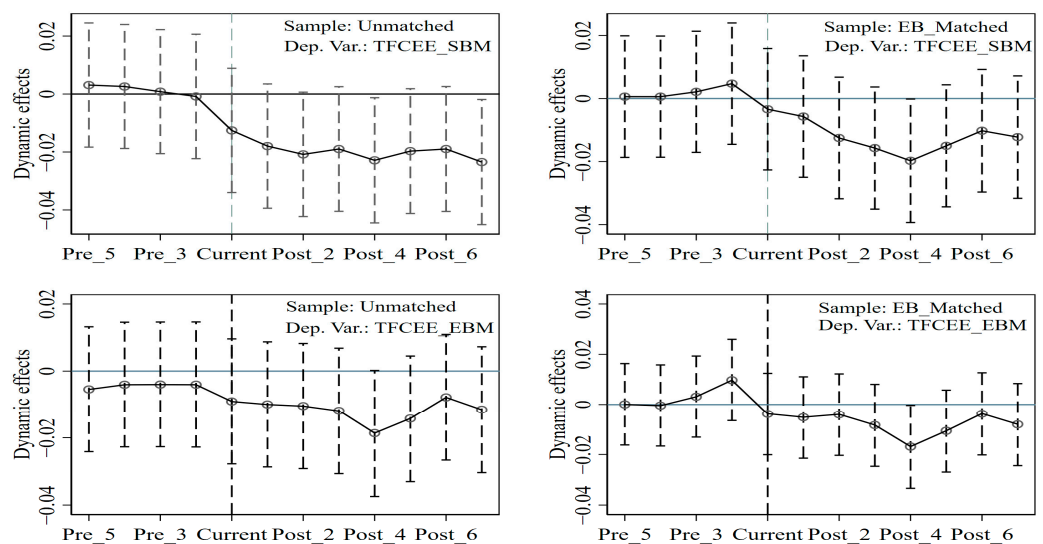 Sample: Unmatched
Dep. Var.: TFCEE_SBM
Dynamic effects
0.02
0
−0.02
−0.04
Pre_5 Pre_3 Current Post_2 Post_4 Post_6
Sample: EB_Matched
Dep. Var.: TFCEE_SBM
Dynamic effects
0.02
0
−0.02
−0.04
Pre_5 Pre_3 Current Post_2 Post_4 Post_6
Sample: Unmatched
Dep. Var.: TFCEE_EBM
Dynamic effects
0.02
0
−0.02
−0.04
Pre_5 Pre_3 Current Post_2 Post_4 Post_6
Sample: EB_Matched
Dep. Var.: TFCEE_EBM
Dynamic effects
0.04
0.02
0
−0.02
−0.04
Pre_5 Pre_3 Current Post_2 Post_4 Post_6